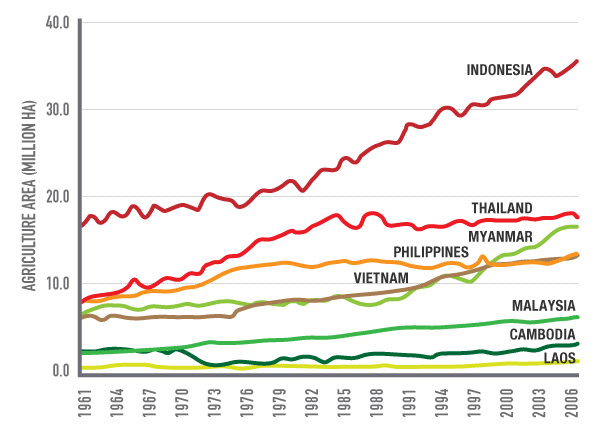 40.0
30.0
20.0
10.0
0.0
AGRICULTURE AREA (MILLION HA)
INDONESIA
THAILAND
MYANMAR
PHILIPPINES
VIETNAM
MALAYSIA
CAMBODIA
LAOS
1961
1964
1967
1970
1973
1976
1979
1982
1985
1988
1991
1994
1997
2000
2003
2006